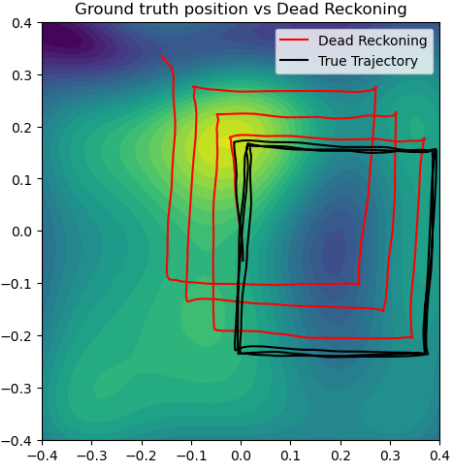 Ground truth position vs Dead Reckoning
Dead Reckoning
True Trajectory
0.4
0.3
0.2
0.1
0.0
−0.1
−0.2
−0.3
−0.4
−0.4 −0.3 −0.2 −0.1 0.0 0.1 0.2 0.3 0.4